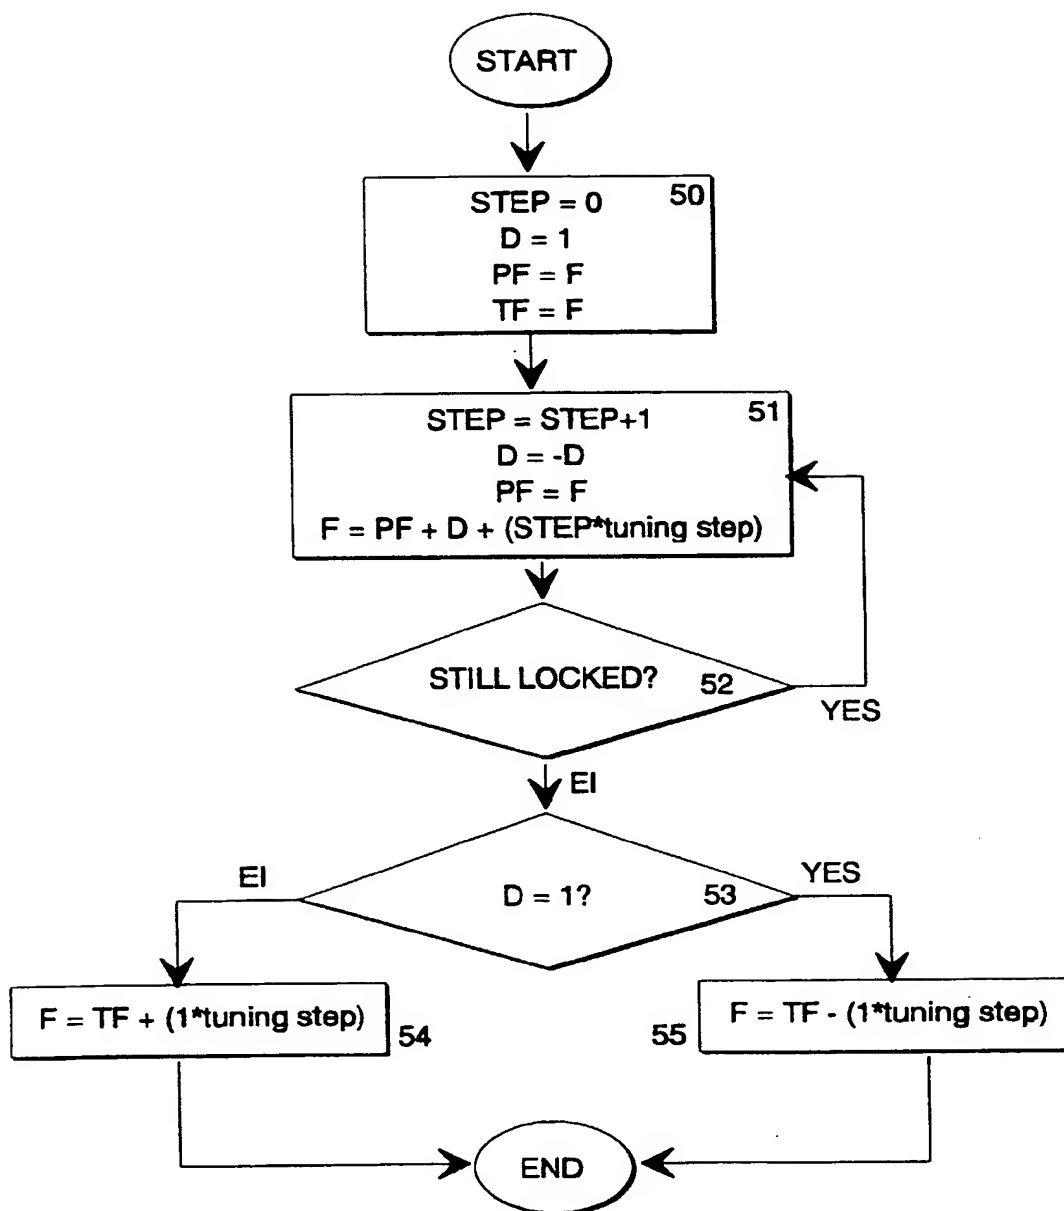 START
50
STEP = 0
D = 1
PF = F
TF = F
51
STEP = STEP+1
D = -D
PF = F
F = PF + D + (STEP*tuning step)
STILL LOCKED?
52
YES
EI
EI
D = 1?
53
YES
F = TF + (1*tuning step)
54
55
F = TF - (1*tuning step)
END